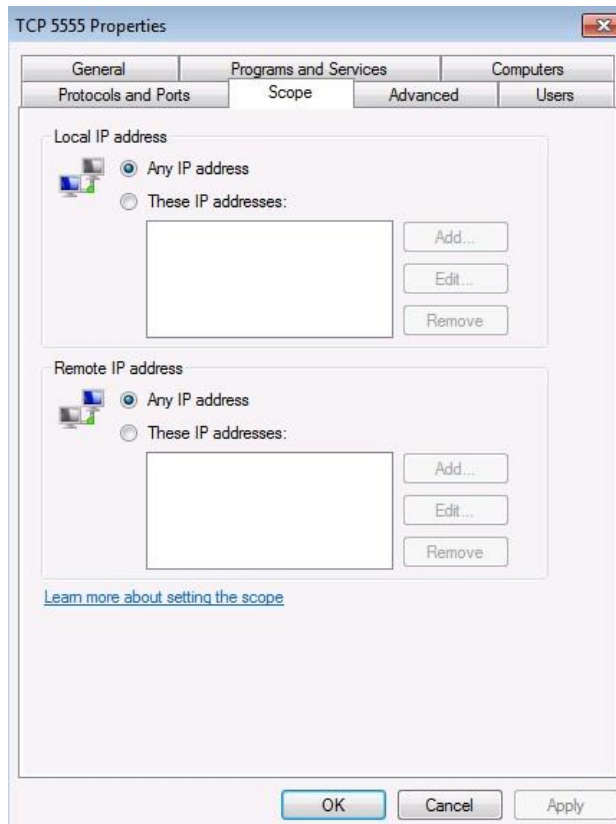 TCP 5555 Properties
General Programs and Services Computers
Protocols and Ports Scope Advanced Users
Local IP address
Any IP address
These IP addresses:
Add...
Edit...
Remove
Remote IP address
Any IP address
These IP addresses:
Add...
Edit...
Remove
Learn more about setting the scope
OK Cancel Apply